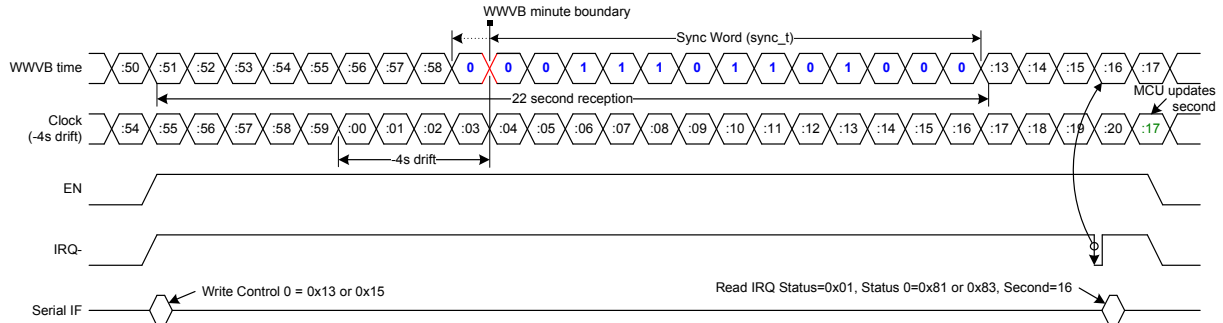 WWVB minute boundary
Sync Word (sync_t)
WWVB time :50 :51 :52 :53 :54 :55 :56 :57 :58 0 0 0 1 1 1 0 1 1 0 1 0 0 0 :13 :14 :15 :16 :17
22 second reception
MCU updates
second
Clock
(-4s drift)
:54 :55 :56 :57 :58 :59 :00 :01 :02 :03 :04 :05 :06 :07 :08 :09 :10 :11 :12 :13 :14 :15 :16 :17 :18 :19 :20 :17
-4s drift
EN
IRQ-
Write Control 0 = 0x13 or 0x15
Read IRQ Status=0x01, Status 0=0x81 or 0x83, Second=16
Serial IF